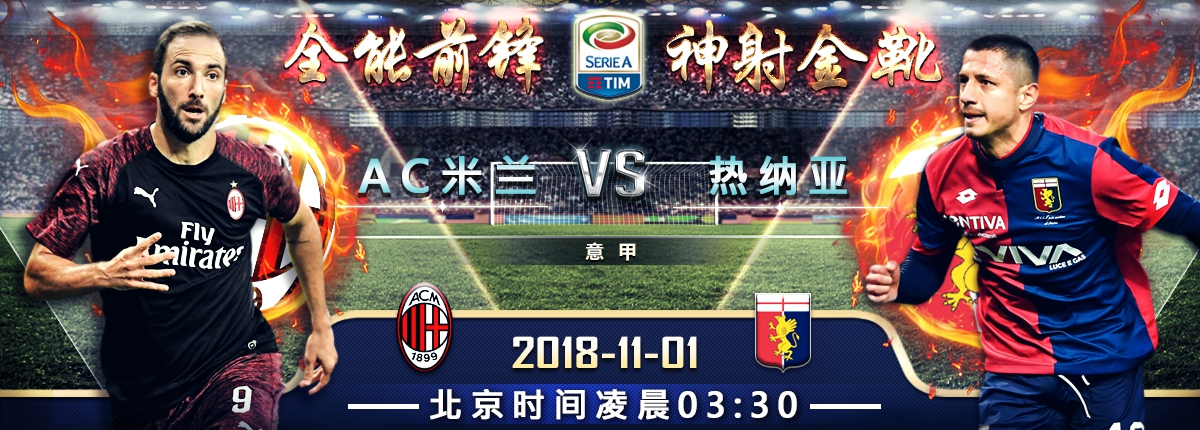 全能前锋
SERIE A
TIM
神射金靴
AC米兰 VS 热纳亚
意甲
Fly
Emirates
9
ZENTIVA
VIVA
LUCE E GAS
ACM
1899
2018-11-01
北京时间凌晨03:30